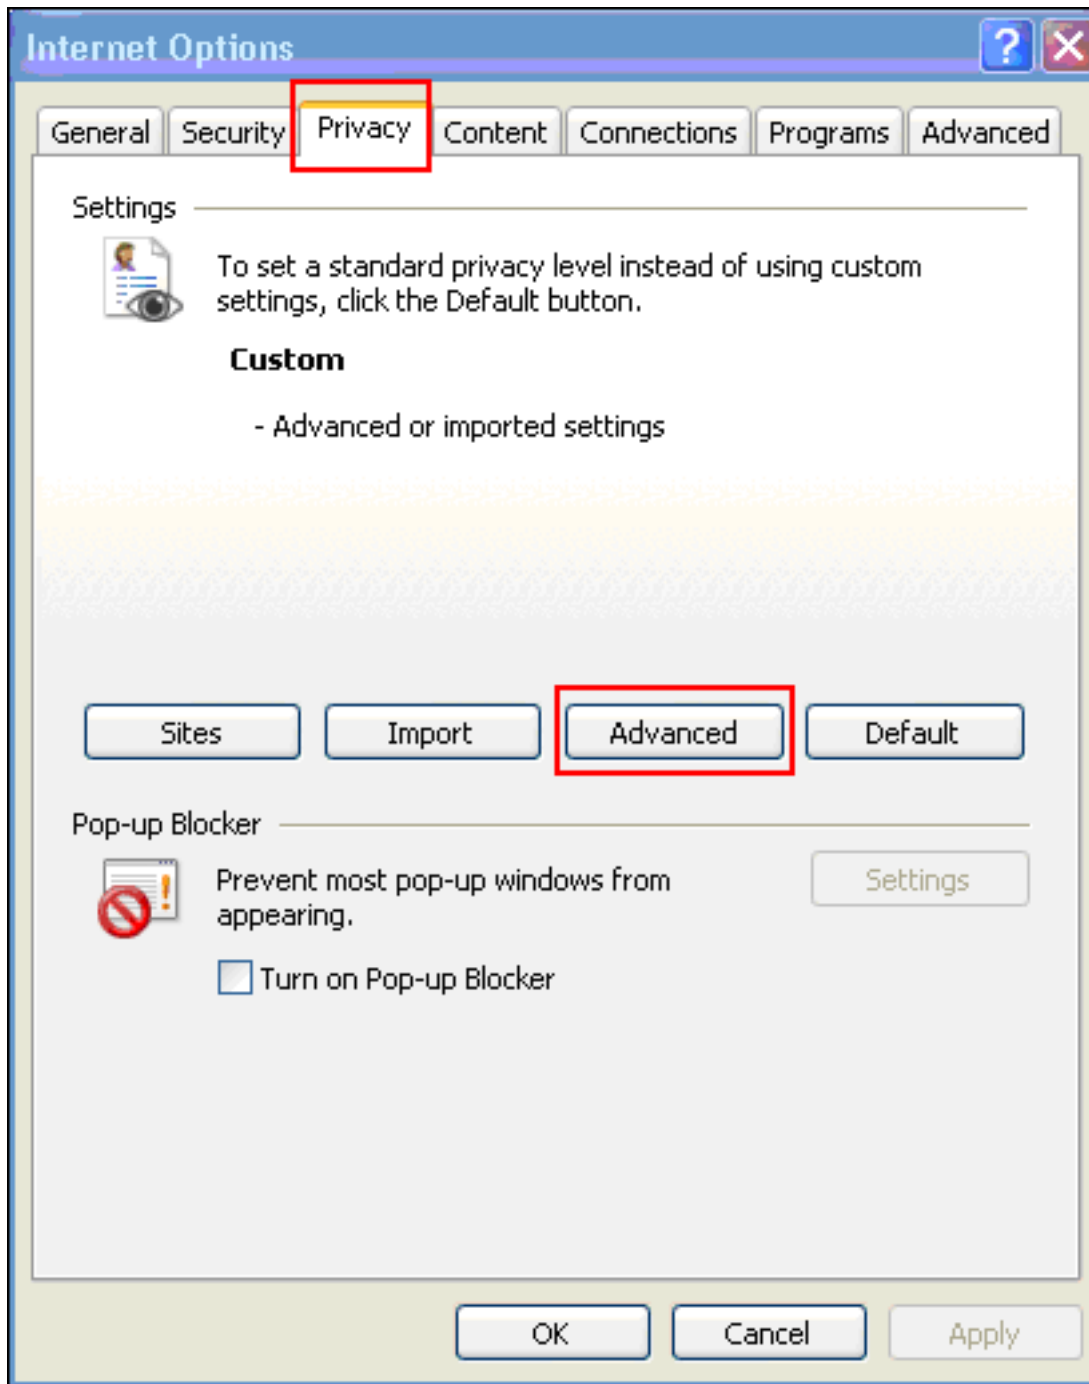 Internet Options
General Security Privacy Content Connections Programs Advanced
Settings
To set a standard privacy level instead of using custom
settings, click the Default button.
Custom
- Advanced or imported settings
Sites Import Advanced Default
Pop-up Blocker
Prevent most pop-up windows from
appearing.
Settings
Turn on Pop-up Blocker
OK Cancel Apply